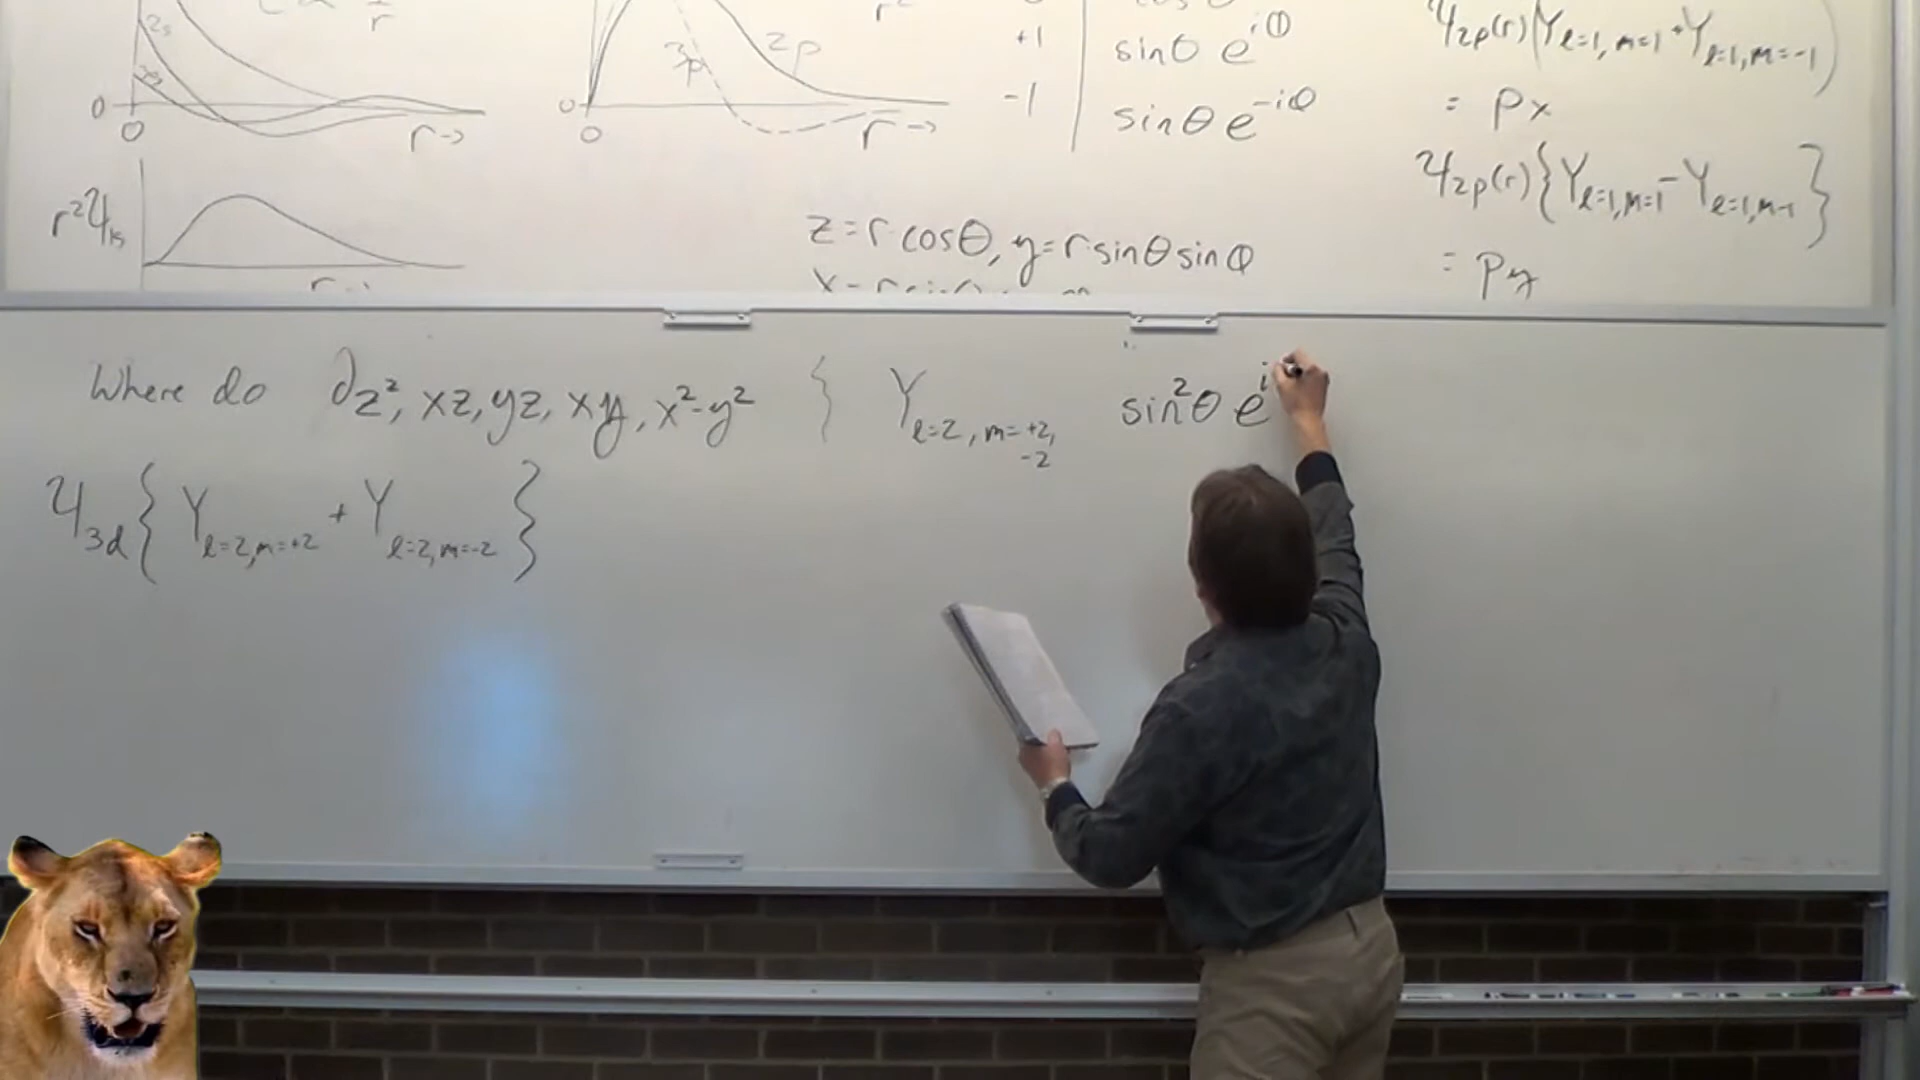 r
2s
3s
0
0
r→
r²Ψ1s
2p
3p
0
0
r→
r²
+1
-1
sinθ e^iφ
sinθ e^-iφ
z=r cosθ, y=r sinθ sinφ
Ψ2p(r)(Yℓ=1,m=1+Yℓ=1,m=-1)
= px
Ψ2p(r){Yℓ=1,m=1-Yℓ=1,m-1}
= py
Where do dz², xz, yz, xy, x²-y² } Yℓ=2, m=+2, -2 sin²θ e^i
Ψ3d{Yℓ=2,m=+2 + Yℓ=2,m=-2}